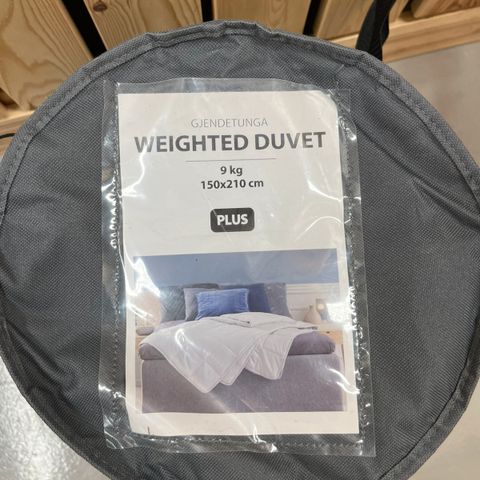 GJENDETUNGA
WEIGHTED DUVET
9 kg
150x210 cm
PLUS